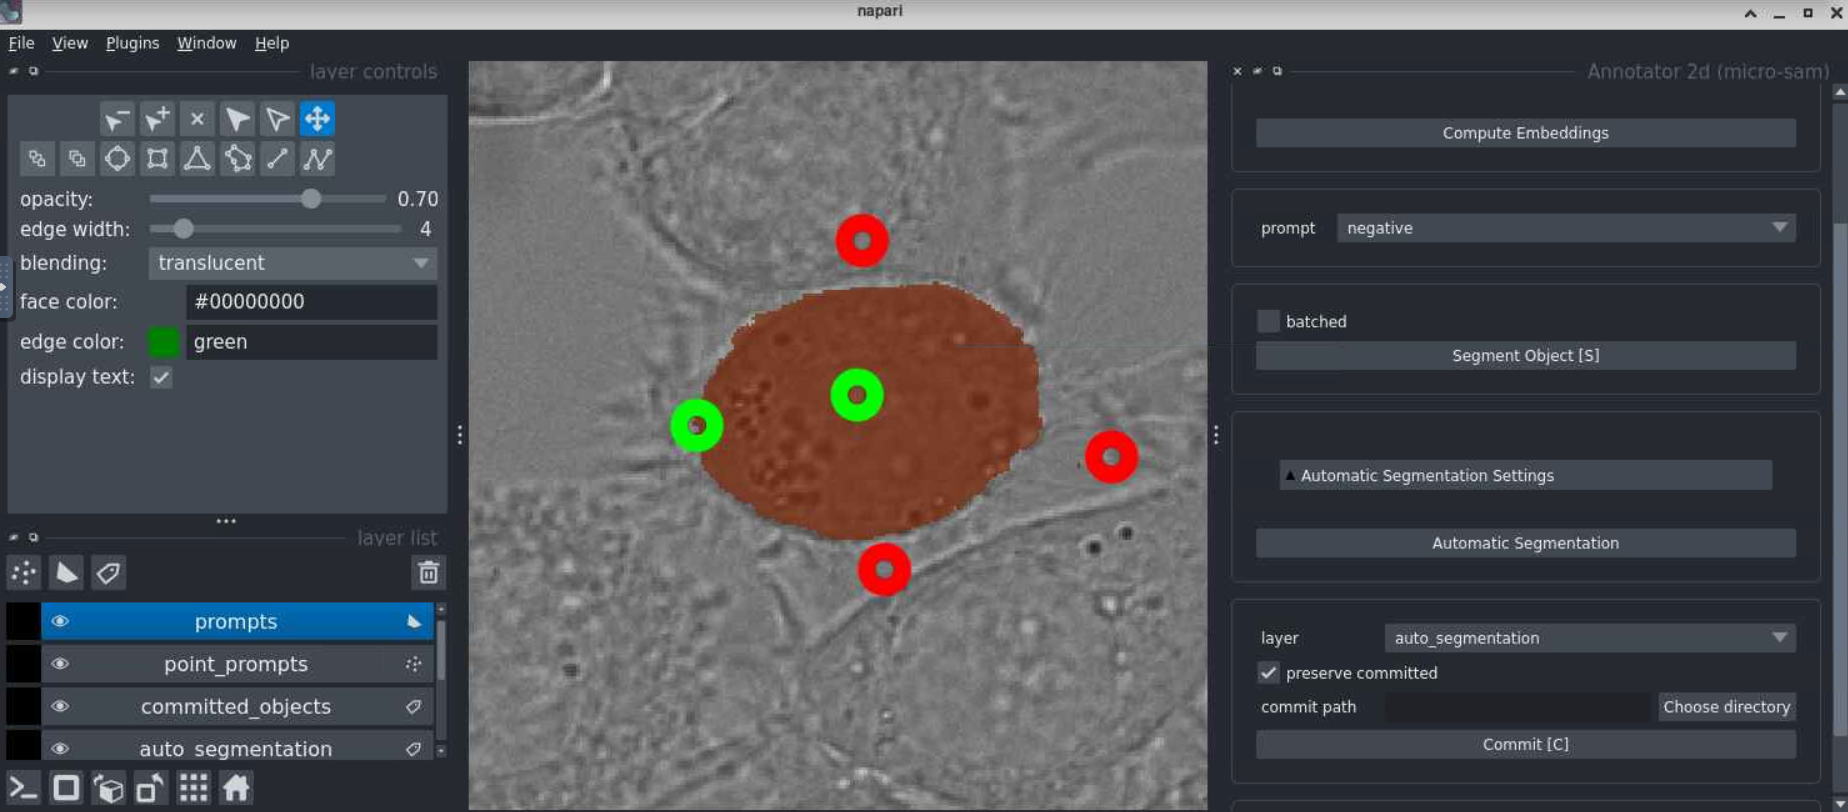 napari
File View Plugins Window Help
layer controls
opacity: 0.70
edge width: 4
blending: translucent
face color: #00000000
edge color: green
display text:
layer list
prompts
point_prompts
committed_objects
auto_segmentation
Annotator 2d (micro-sam)
Compute Embeddings
prompt negative
batched
Segment Object [S]
Automatic Segmentation Settings
Automatic Segmentation
layer auto_segmentation
preserve committed
commit path Choose directory
Commit [C]